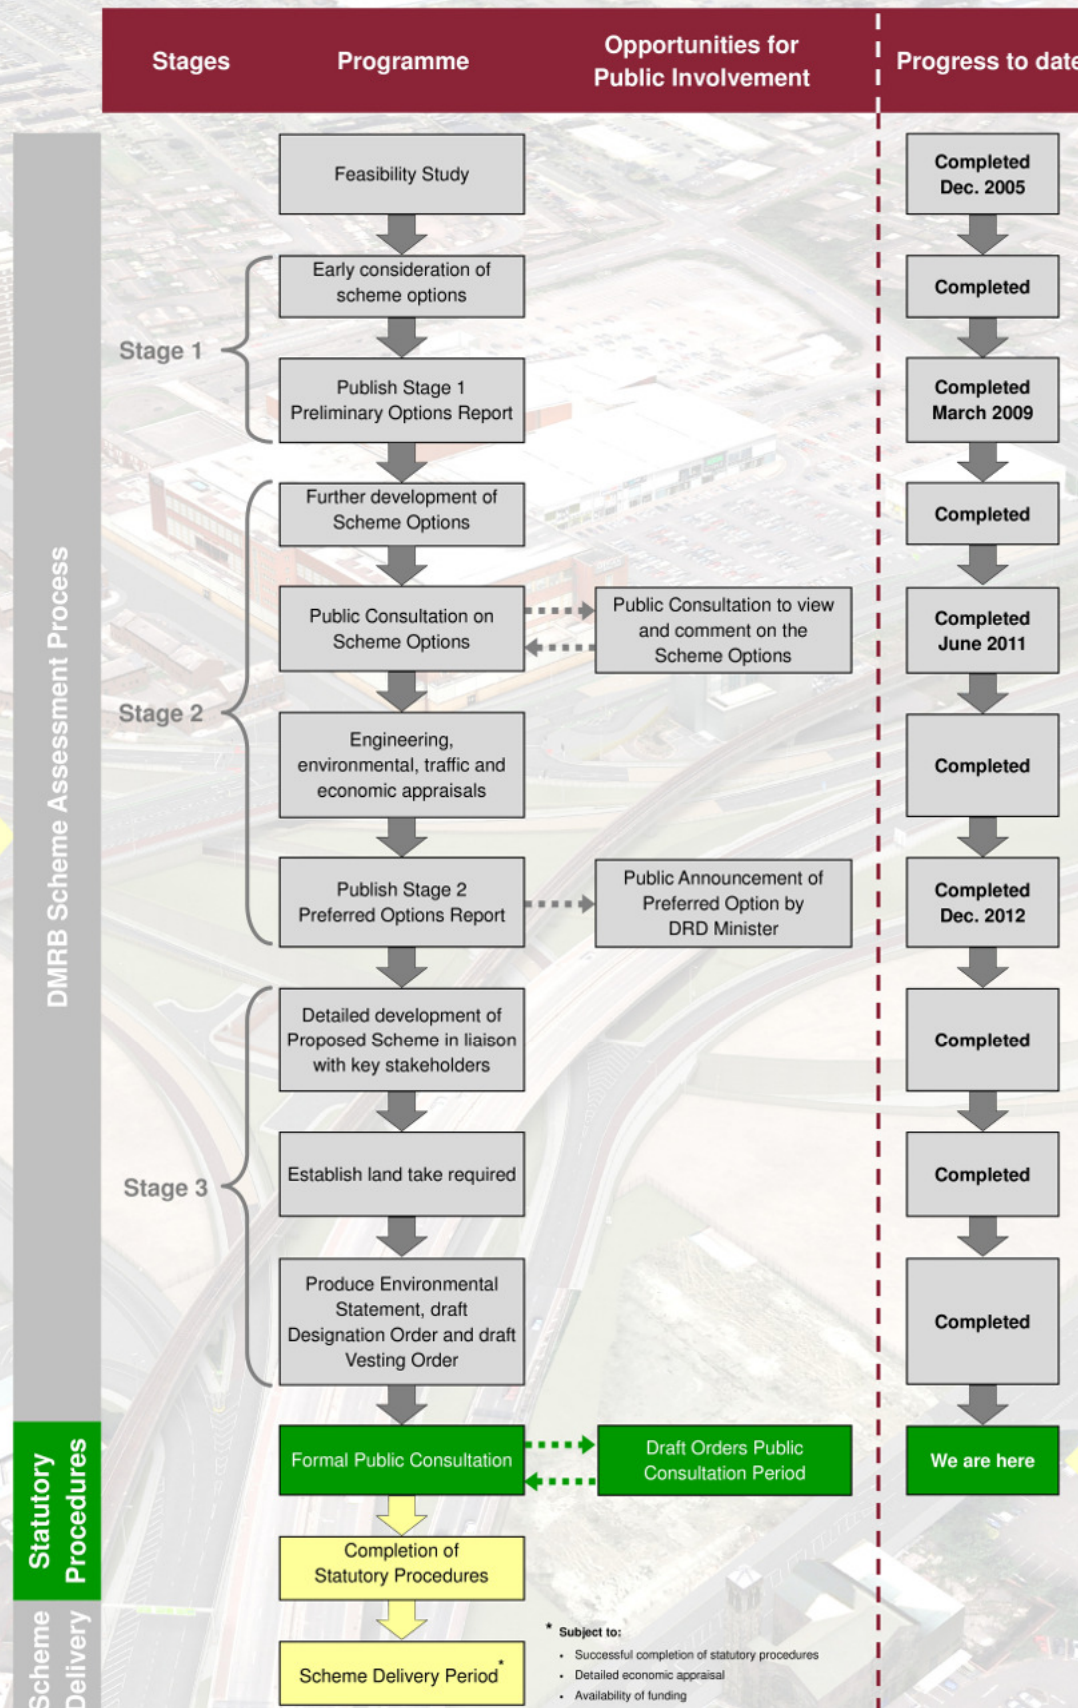 Stages
Programme
Opportunities for
Public Involvement
Progress to date
DMRB Scheme Assessment Process
Feasibility Study
Completed
Dec. 2005
Stage 1
Early consideration of
scheme options
Completed
Publish Stage 1
Preliminary Options Report
Completed
March 2009
Stage 2
Further development of
Scheme Options
Completed
Public Consultation on
Scheme Options
Public Consultation to view
and comment on the
Scheme Options
Completed
June 2011
Engineering,
environmental, traffic and
economic appraisals
Completed
Publish Stage 2
Preferred Options Report
Public Announcement of
Preferred Option by
DRD Minister
Completed
Dec. 2012
Stage 3
Detailed development of
Proposed Scheme in liaison
with key stakeholders
Completed
Establish land take required
Completed
Produce Environmental
Statement, draft
Designation Order and draft
Vesting Order
Completed
Statutory
Procedures
Formal Public Consultation
Draft Orders Public
Consultation Period
We are here
Completion of
Statutory Procedures
Scheme
Delivery
Scheme Delivery Period*
* Subject to:
• Successful completion of statutory procedures
• Detailed economic appraisal
• Availability of funding